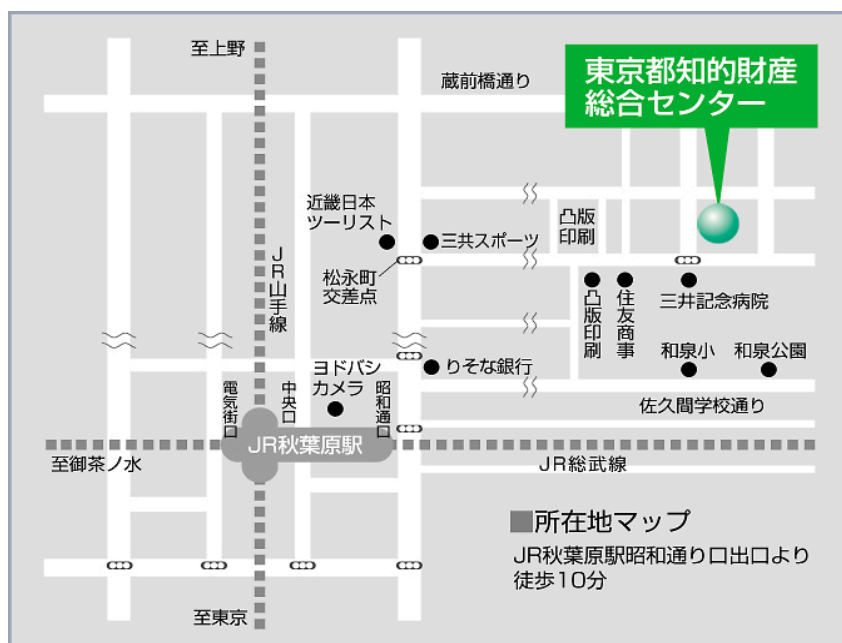 至上野
蔵前橋通り
東京都知的財産
総合センター
近畿日本
ツーリスト
三共スポーツ
凸版
印刷
JR山手線
松永町
交差点
凸版印刷
住友商事
三井記念病院
ヨドバシ
カメラ
りそな銀行
和泉小
和泉公園
電気街口
中央口
昭和通口
佐久間学校通り
JR秋葉原駅
至御茶ノ水
JR総武線
■所在地マップ
JR秋葉原駅昭和通り口出口より
徒歩10分
至東京